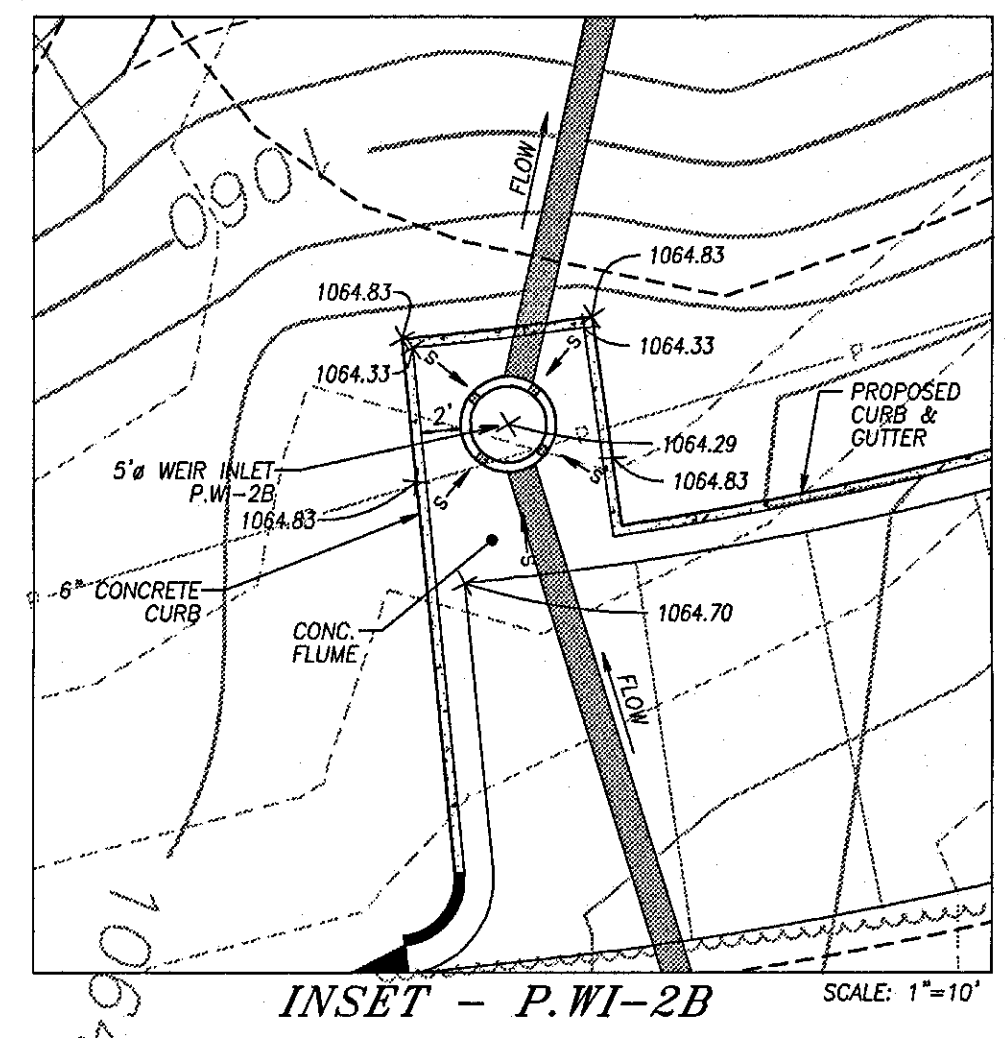 1060
FLOW
1064.83
1064.83
1064.33
1064.33
S
S
2'
PROPOSED
CURB &
GUTTER
1064.29
5'ø WEIR INLET
P.WI-2B
1064.83
S
S
1064.83
S
6" CONCRETE
CURB
1064.70
CONC.
FLUME
FLOW
INSET - P.WI-2B
SCALE: 1"=10'